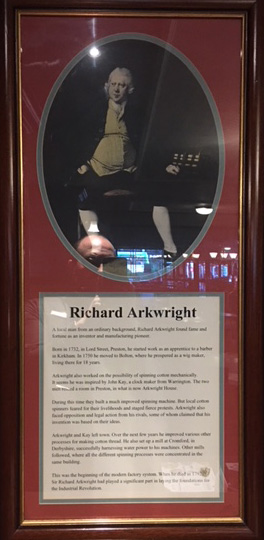 Richard Arkwright
A local man from an ordinary background, Richard Arkwright found fame and
fortune as an inventor and manufacturing pioneer.
Born in 1732, in Lord Street, Preston, he started work as an apprentice to a barber
in Kirkham. In 1750 he moved to Bolton, where he prospered as a wig maker,
living there for 18 years.
Arkwright also worked on the possibility of spinning cotton mechanically.
It seems he was inspired by John Kay, a clock maker from Warrington. The two
men hired a room in Preston, in what is now Arkwright House.
During this time they built a much improved spinning machine. But local cotton
spinners feared for their livelihoods and staged fierce protests. Arkwright also
faced opposition and legal action from his rivals, some of whom claimed that his
invention was based on their ideas.
Arkwright and Kay left town. Over the next few years he improved various other
processes for making cotton thread. He also set up a mill at Cromford, in
Derbyshire, successfully harnessing water power to his machines. Other mills
followed, where all the different spinning processes were concentrated in the
same building.
This was the beginning of the modern factory system. When he died in
Sir Richard Arkwright had played a significant part in laying the foundations for
the Industrial Revolution.